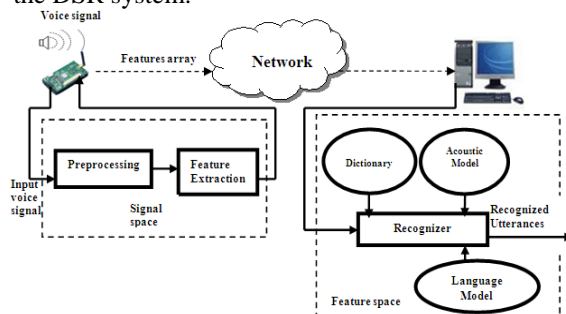 the DSR system.
Voice signal
Features array
Network
Preprocessing
Feature
Extraction
Input
voice
signal
Signal
space
Dictionary
Acoustic
Model
Recognizer
Recognized
Utterances
Language
Model
Feature space